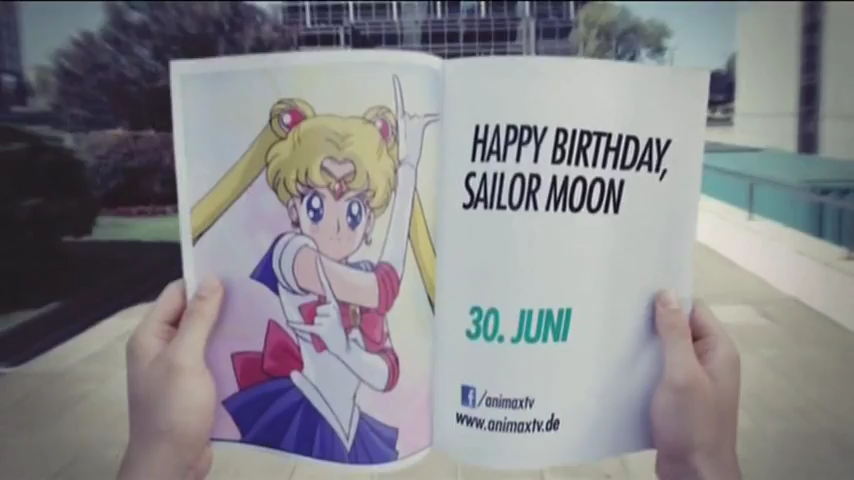 HAPPY BIRTHDAY,
SAILOR MOON
30. JUNI
f/animaxtv
www.animaxtv.de